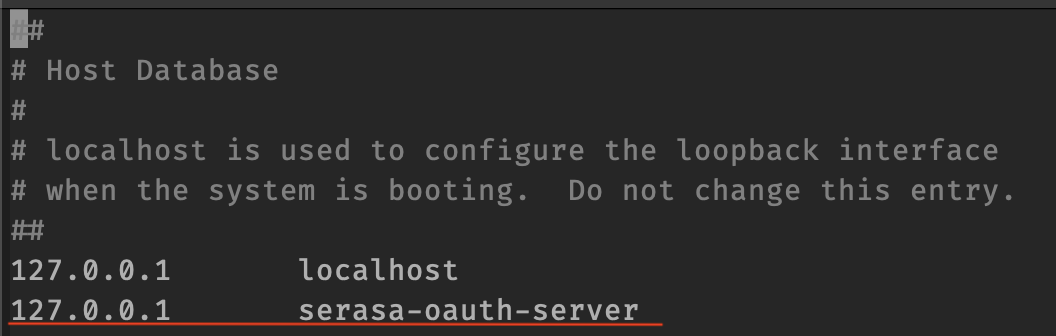 ##
# Host Database
#
# localhost is used to configure the loopback interface
# when the system is booting.  Do not change this entry.
##
127.0.0.1       localhost
127.0.0.1       serasa-oauth-server